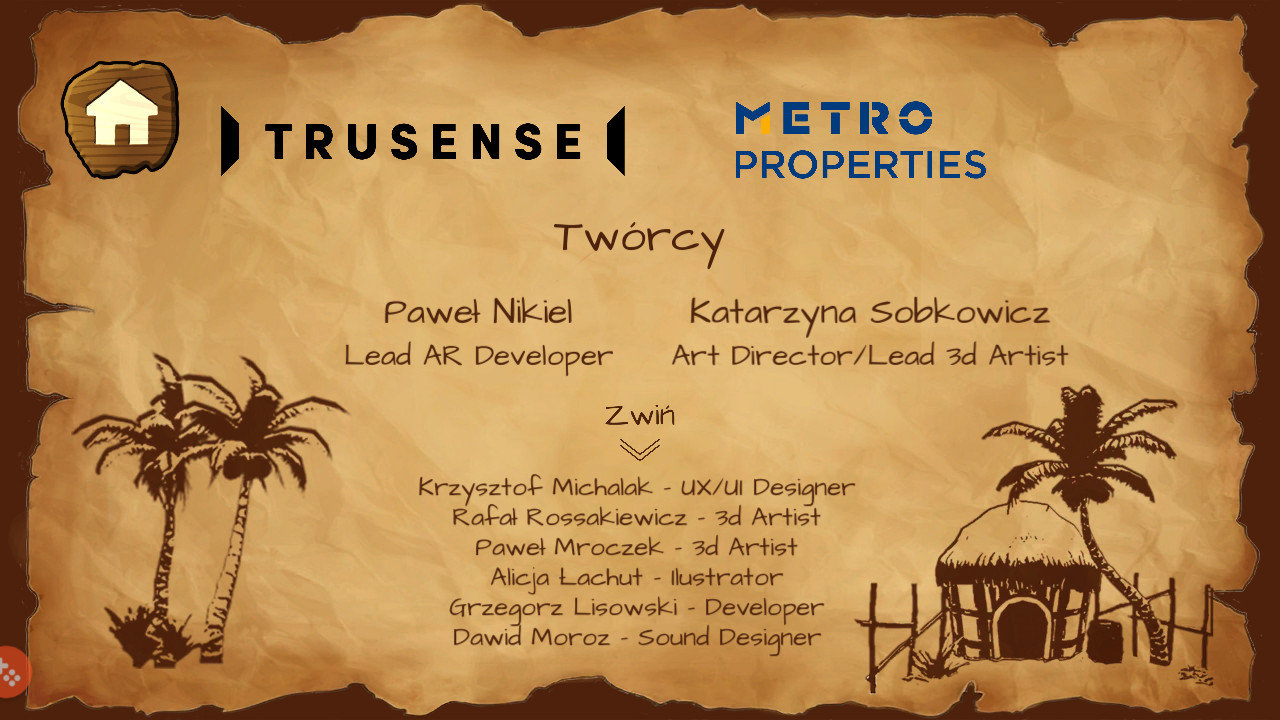 TRUSENSE
METRO
PROPERTIES
Twórcy
Paweł Nikiel
Katarzyna Sobkowicz
Lead AR Developer
Art Director/Lead 3d Artist
Zwiń
Krzysztof Michalak - UX/UI Designer
Rafał Rossakiewicz - 3d Artist
Paweł Mroczek - 3d Artist
Alicja Łachut - Ilustrator
Grzegorz Lisowski - Developer
Dawid Moroz - Sound Designer